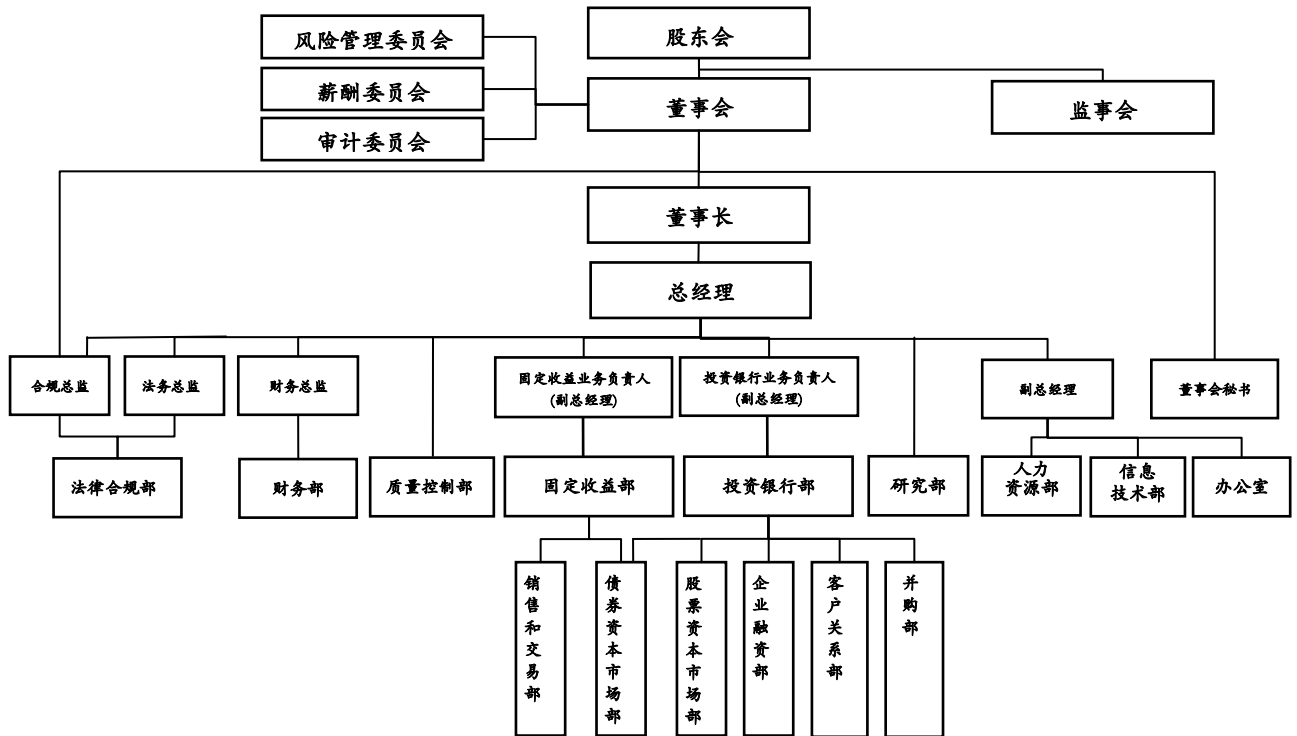 风险管理委员会
股东会
薪酬委员会
董事会
监事会
审计委员会
董事长
总经理
合规总监
法务总监
财务总监
固定收益业务负责人
(副总经理)
投资银行业务负责人
(副总经理)
副总经理
董事会秘书
法律合规部
财务部
质量控制部
固定收益部
投资银行部
研究部
人力
资源部
信息
技术部
办公室
销售和交易部
债券资本市场部
股票资本市场部
企业融资部
客户关系部
并购部